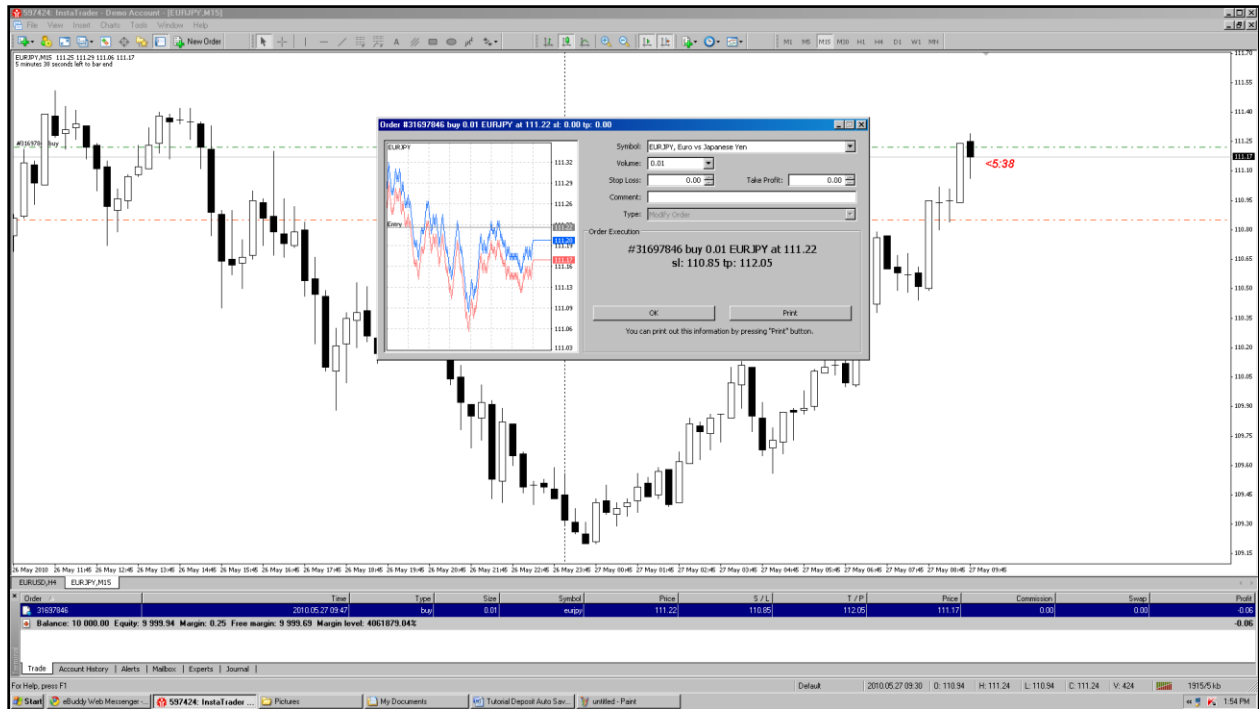 597424: InstaTrader - Demo Account - [EURJPY,M15]
File View Insert Charts Tools Window Help
New Order
M1 M5 M15 M30 H1 H4 D1 W1 MN
EURJPY,M15 111.25 111.29 111.06 111.17
5 minutes 38 seconds left to bar end
<5:38
111.70
111.55
111.40
111.17
111.10
110.95
110.80
110.65
110.50
110.35
110.20
110.05
109.90
109.75
109.60
109.45
109.30
109.15
Order #31697846 buy 0.01 EURJPY at 111.22 sl: 0.00 tp: 0.00
EURJPY
Entry
111.32
111.29
111.26
111.22
111.20
111.19
111.17
111.16
111.13
111.09
111.06
111.03
Symbol: EURJPY, Euro vs Japanese Yen
Volume: 0.01
Stop Loss: 0.00 Take Profit: 0.00
Comment:
Type: Modify Order
Order Execution
#31697846 buy 0.01 EURJPY at 111.22
sl: 110.85 tp: 112.05
OK Print
You can print out this information by pressing "Print" button.
26 May 2010 26 May 11:45 26 May 12:45 26 May 13:45 26 May 14:45 26 May 15:45 26 May 16:45 26 May 17:45 26 May 18:45 26 May 19:45 26 May 20:45 26 May 21:45 26 May 22:45 26 May 23:45 27 May 00:45 27 May 01:45 27 May 02:45 27 May 03:45 27 May 04:45 27 May 05:45 27 May 06:45 27 May 07:45 27 May 08:45 27 May 09:45
EURUSD,H4 EURJPY,M15
Order Time Type Size Symbol Price S / L T / P Price Commission Swap Profit
31697846 2010.05.27 09:47 buy 0.01 eurjpy 111.22 110.85 112.05 111.17 0.00 0.00 -0.06
Balance: 10 000.00 Equity: 9 999.94 Margin: 0.25 Free margin: 9 999.69 Margin level: 4061879.04% -0.06
Trade Account History Alerts Mailbox Experts Journal
For Help, press F1 Default 2010.05.27 09:30 O: 110.94 H: 111.24 L: 110.94 C: 111.24 V: 424 1915/5 kb
Start eBuddy Web Messenger -... 597424: InstaTrader ... Pictures My Documents Tutorial Deposit Auto Sav... untitled - Paint 1:54 PM